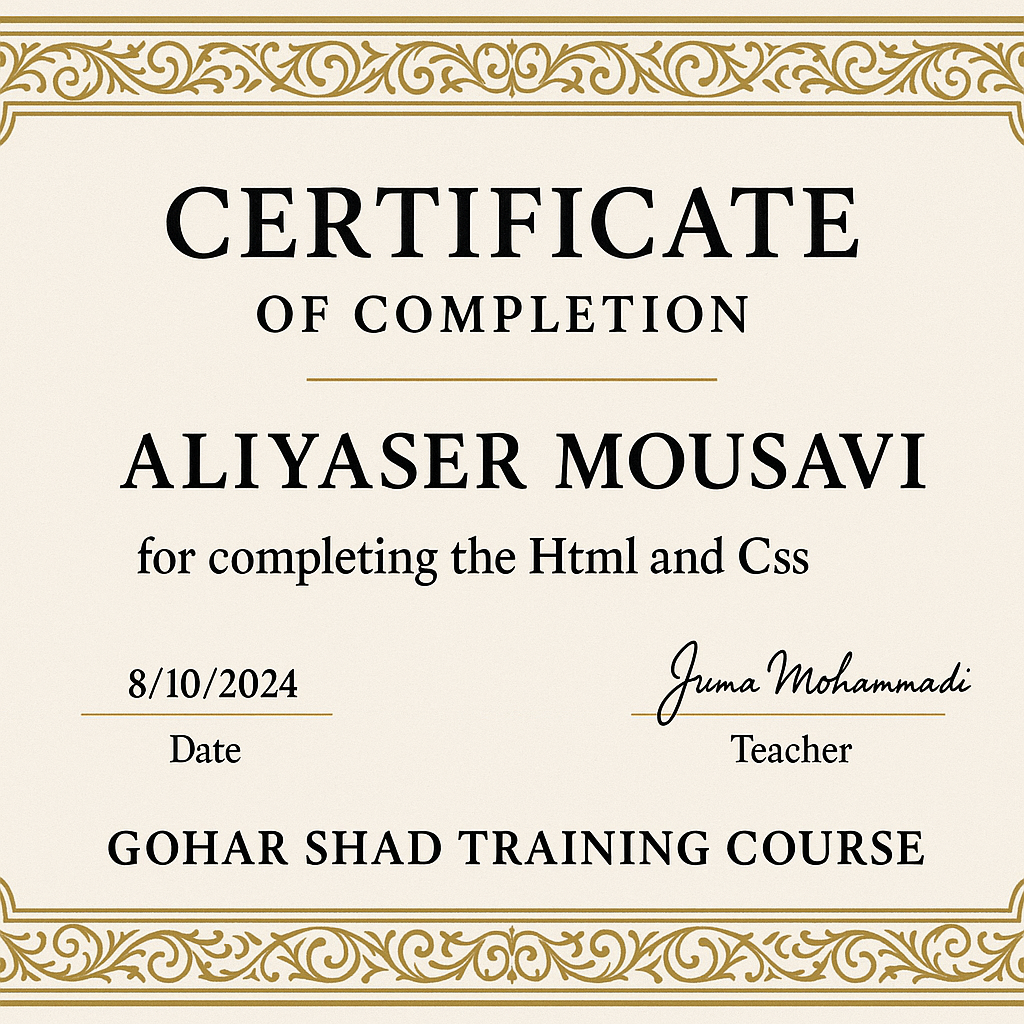 CERTIFICATE
OF COMPLETION
ALIYASER MOUSAVI
for completing the Html and Css
8/10/2024
Juma Mohammadi
Date
Teacher
GOHAR SHAD TRAINING COURSE